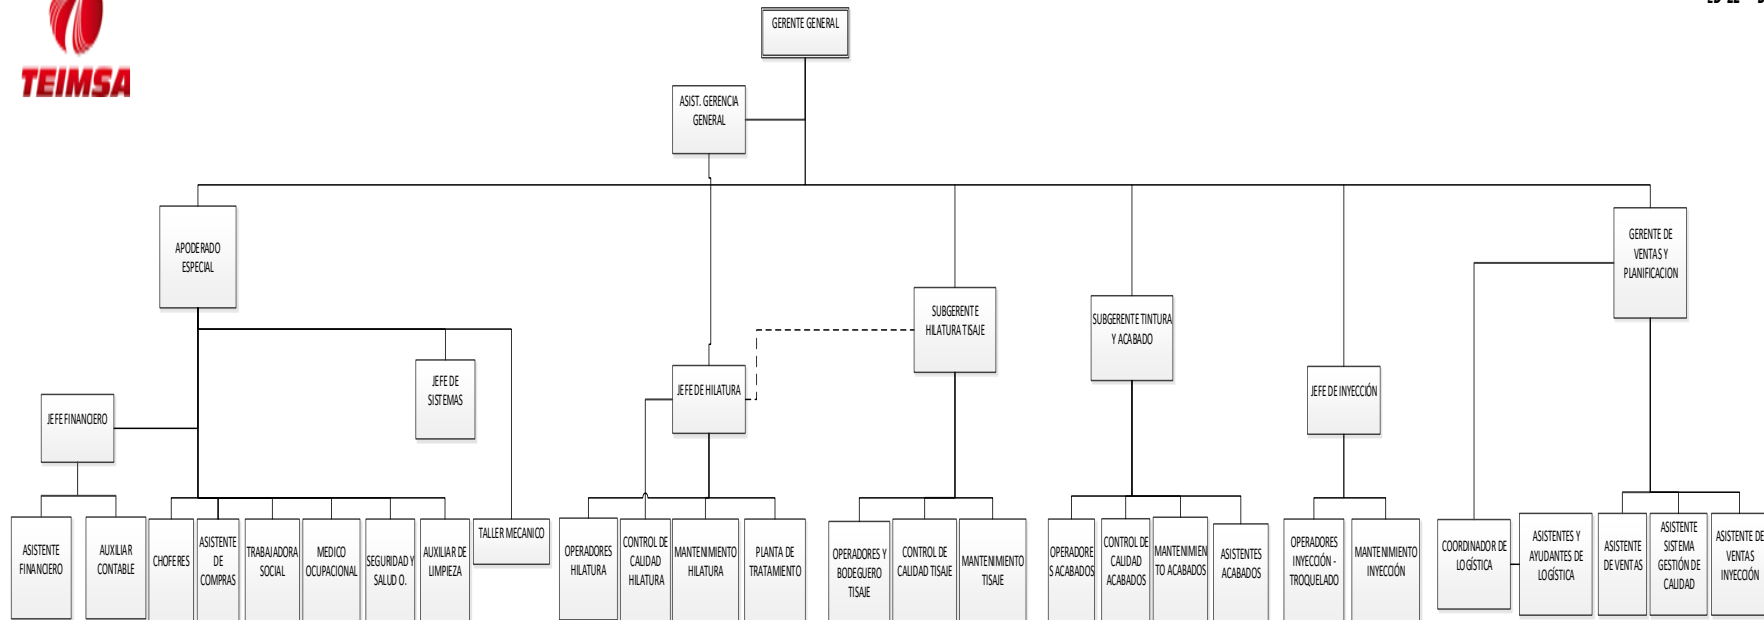 GERENTE GENERAL
TEIMSA
ASIST. GERENCIA
GENERAL
APODERADO
ESPECIAL
GERENTE DE
VENTAS Y
PLANIFICACION
SUBGERENTE
HILATURA TISAJE
SUBGERENTE TINTURA
Y ACABADO
JEFE DE
SISTEMAS
JEFE DE HILATURA
JEFE DE INYECCIÓN
JEFE FINANCIERO
ASISTENTE
FINANCIERO
AUXILIAR
CONTABLE
CHOFERES
ASISTENTE
DE
COMPRAS
TRABAJADORA
SOCIAL
MEDICO
OCUPACIONAL
SEGURIDAD Y
SALUD O.
AUXILIAR DE
LIMPIEZA
TALLER MECANICO
OPERADORES
HILATURA
CONTROL DE
CALIDAD
HILATURA
MANTENIMIENTO
HILATURA
PLANTA DE
TRATAMIENTO
OPERADORES Y
BODEGUERO
TISAJE
CONTROL DE
CALIDAD TISAJE
MANTENIMIENTO
TISAJE
OPERADORE
S ACABADOS
CONTROL DE
CALIDAD
ACABADOS
MANTENIMIEN
TO ACABADOS
ASISTENTES
ACABADOS
OPERADORES
INYECCIÓN -
TROQUELADO
MANTENIMIENTO
INYECCIÓN
COORDINADOR DE
LOGÍSTICA
ASISTENTES Y
AYUDANTES DE
LOGÍSTICA
ASISTENTE
DE VENTAS
ASISTENTE
SISTEMA
GESTIÓN DE
CALIDAD
ASISTENTE DE
VENTAS
INYECCIÓN